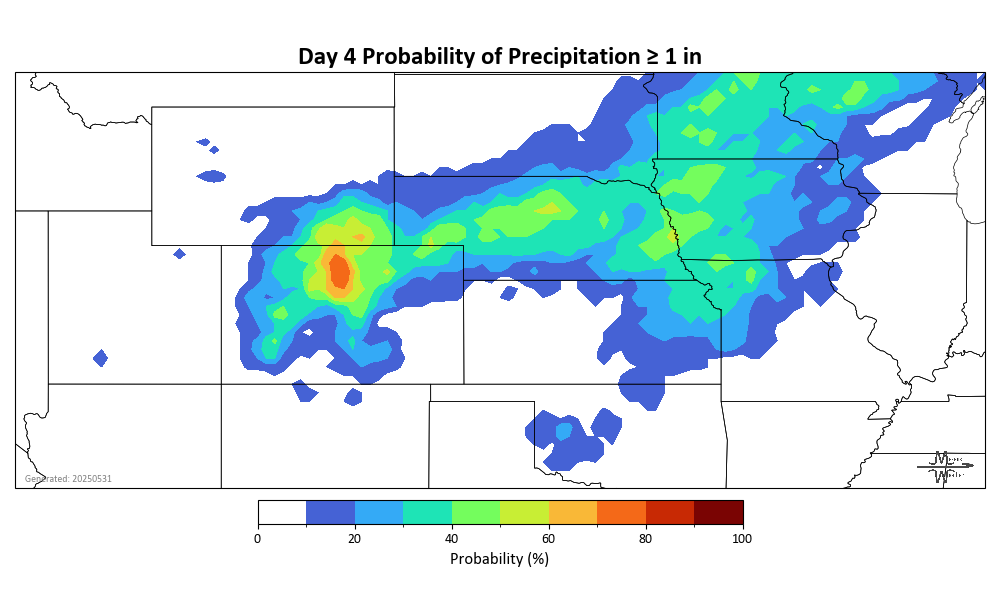 Day 4 Probability of Precipitation ≥ 1 in
Generated: 20250531
0 20 40 60 80 100
Probability (%)